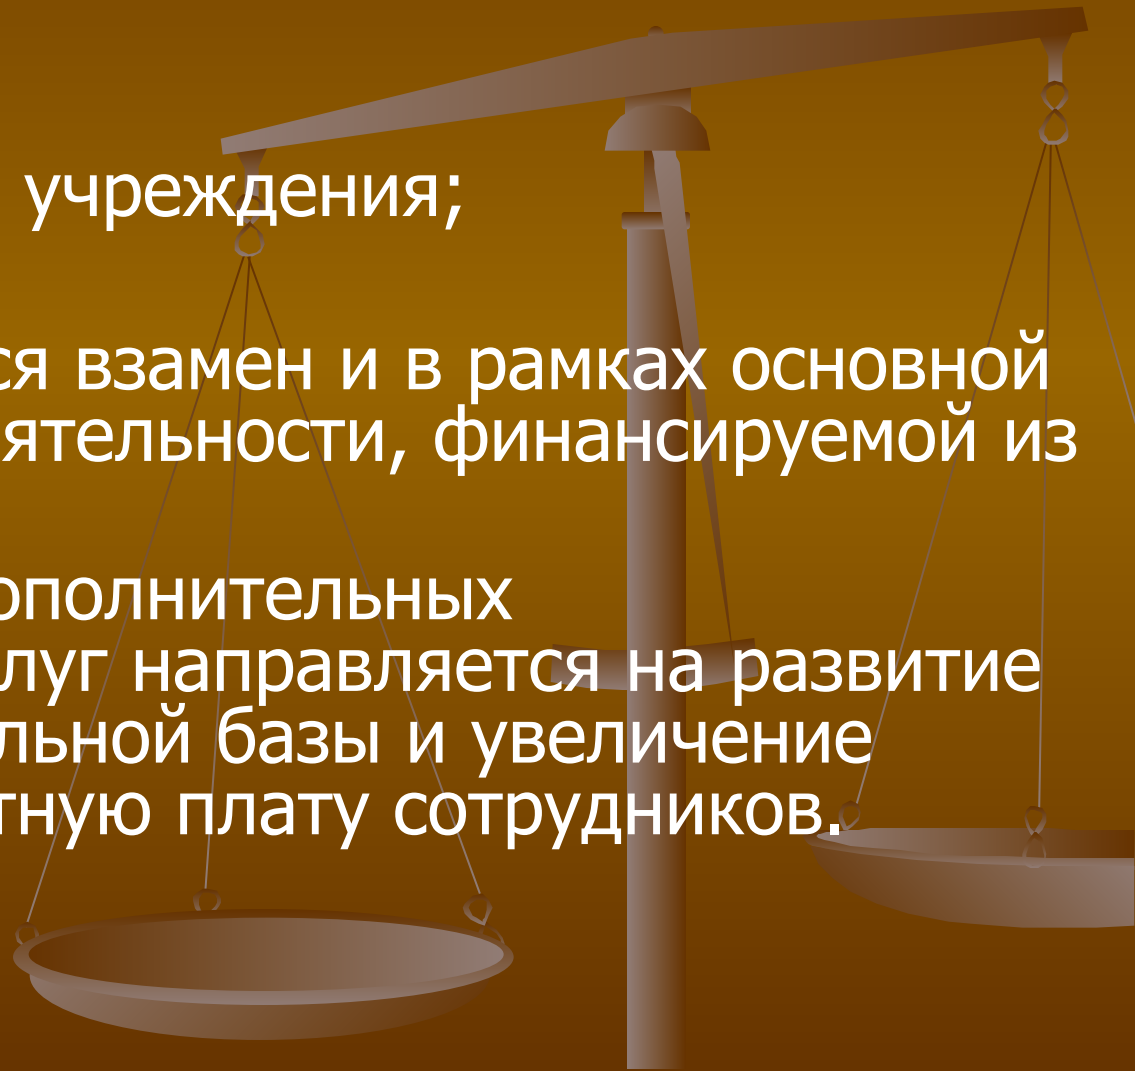 учреждения;
ся взамен и в рамках основной
ятельности, финансируемой из
ополнительных
луг направляется на развитие
льной базы и увеличение
тную плату сотрудников.